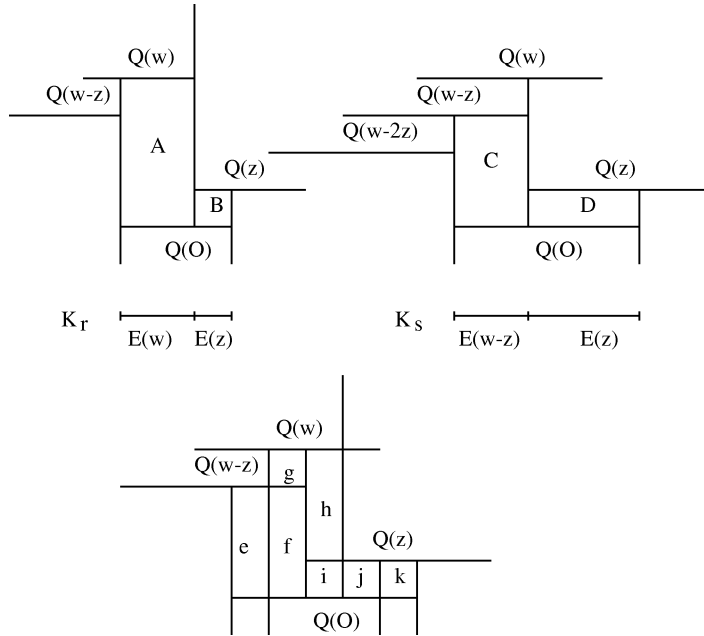 Q(w) Q(w)
Q(w-z) Q(w-z)
Q(w-2z)
A C
Q(z) Q(z)
B D
Q(O) Q(O)
K r K s
E(w) E(z) E(w-z) E(z)
Q(w)
Q(w-z) g
h
e f Q(z)
i j k
Q(O)